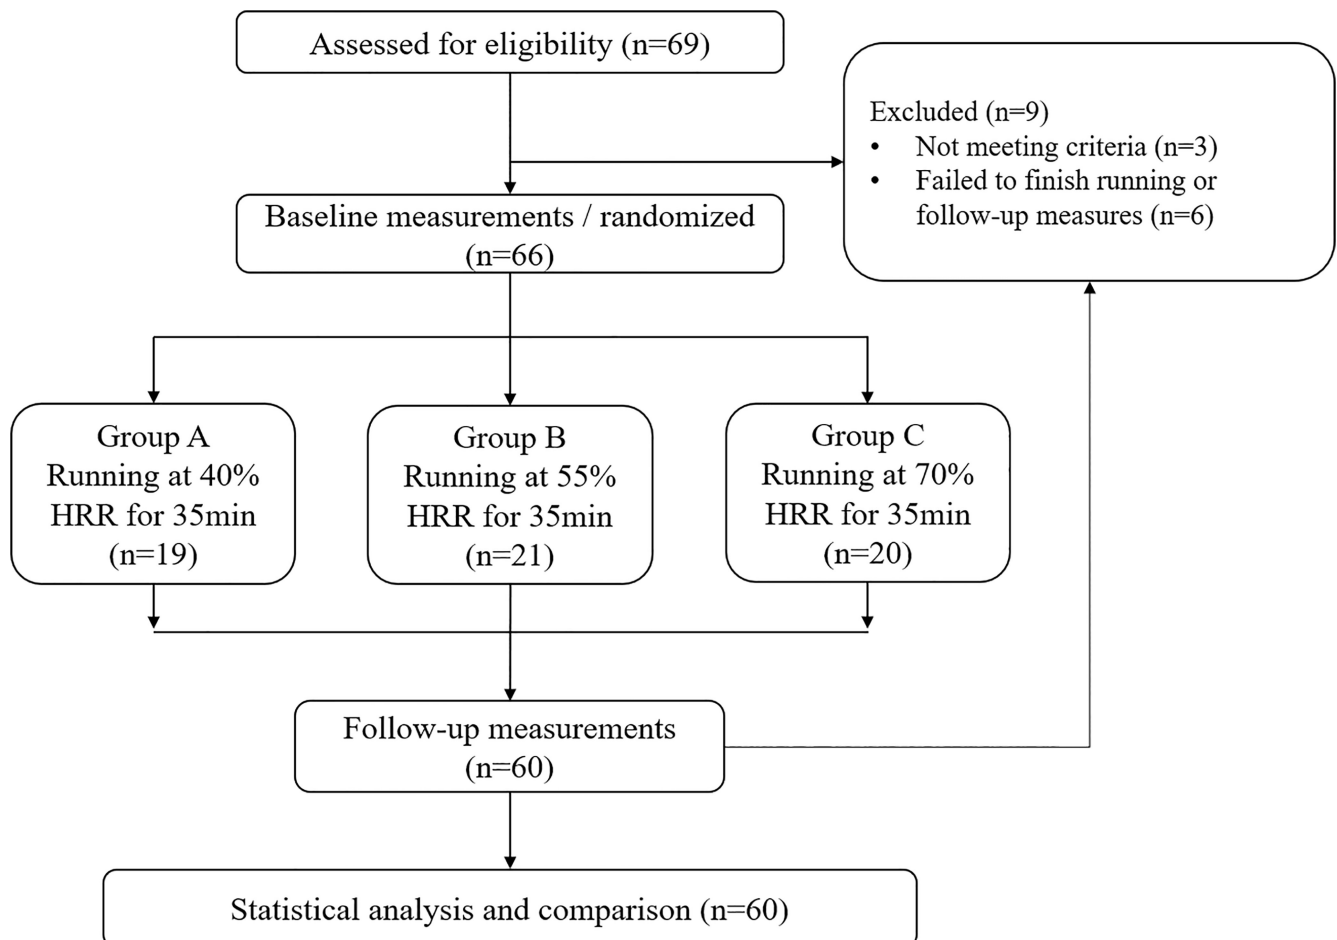 Assessed for eligibility (n=69)
Excluded (n=9)
• Not meeting criteria (n=3)
• Failed to finish running or
follow-up measures (n=6)
Baseline measurements / randomized
(n=66)
Group A
Running at 40%
HRR for 35min
(n=19)
Group B
Running at 55%
HRR for 35min
(n=21)
Group C
Running at 70%
HRR for 35min
(n=20)
Follow-up measurements
(n=60)
Statistical analysis and comparison (n=60)